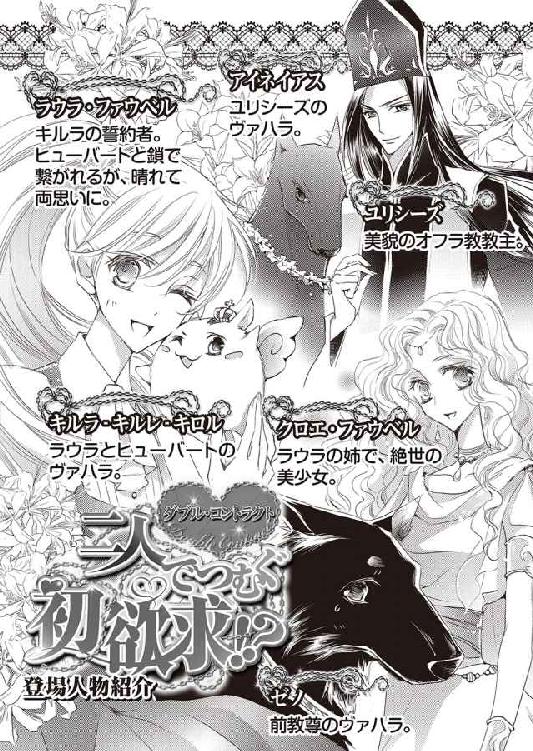 アイネイアス
ユリシーズの
ヴァハラ。
ラウラ・ファウベル
キルラの誓約者。
ヒューバートと鎖で
繋がれるが、晴れて
両思いに。
ユリシーズ
美貌のオフラ教教主。
キルラ・キルレ・キロル
ラウラとヒューバートの
ヴァハラ。
クロエ・ファウベル
ラウラの姉で、絶世の
美少女。
ダブル・コントラクト
二人でつむぐ
初欲求!?
登場人物紹介
ゼノ
前教尊のヴァハラ。